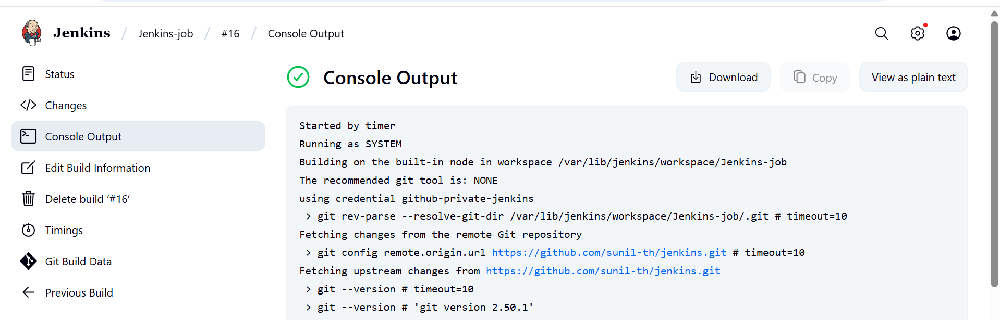 Jenkins / Jenkins-job / #16 / Console Output
Status
Changes
Console Output
Edit Build Information
Delete build ‘#16’
Timings
Git Build Data
Previous Build
Console Output
Download
Copy
View as plain text
Started by timer
Running as SYSTEM
Building on the built-in node in workspace /var/lib/jenkins/workspace/Jenkins-job
The recommended git tool is: NONE
using credential github-private-jenkins
> git rev-parse --resolve-git-dir /var/lib/jenkins/workspace/Jenkins-job/.git # timeout=10
Fetching changes from the remote Git repository
> git config remote.origin.url https://github.com/sunil-th/jenkins.git # timeout=10
Fetching upstream changes from https://github.com/sunil-th/jenkins.git
> git --version # timeout=10
> git --version # 'git version 2.50.1'